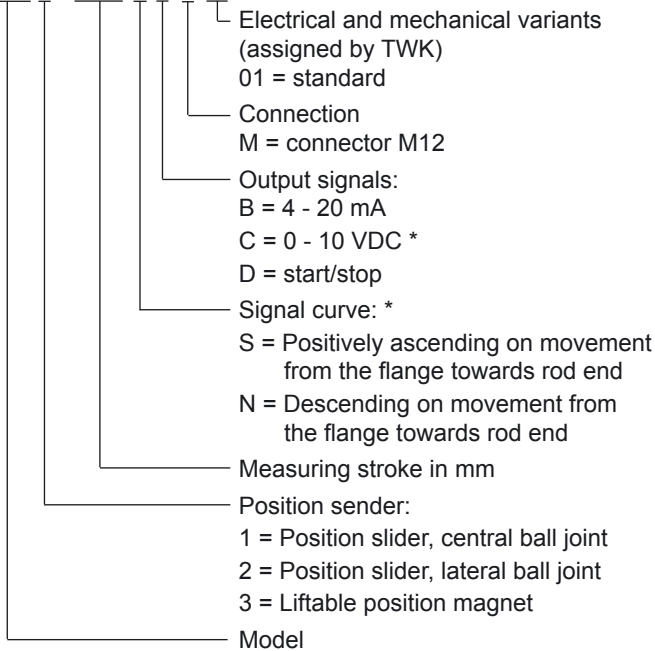 Electrical and mechanical variants
(assigned by TWK)
01 = standard
Connection
M = connector M12
Output signals:
B = 4 - 20 mA
C = 0 - 10 VDC *
D = start/stop
Signal curve: *
S = Positively ascending on movement
from the flange towards rod end
N = Descending on movement from
the flange towards rod end
Measuring stroke in mm
Position sender:
1 = Position slider, central ball joint
2 = Position slider, lateral ball joint
3 = Liftable position magnet
Model